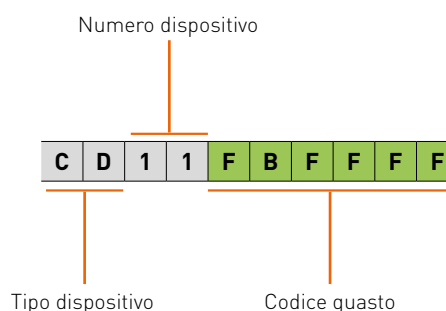 Numero dispositivo
C D 1 1 F B F F F F
Tipo dispositivo Codice guasto